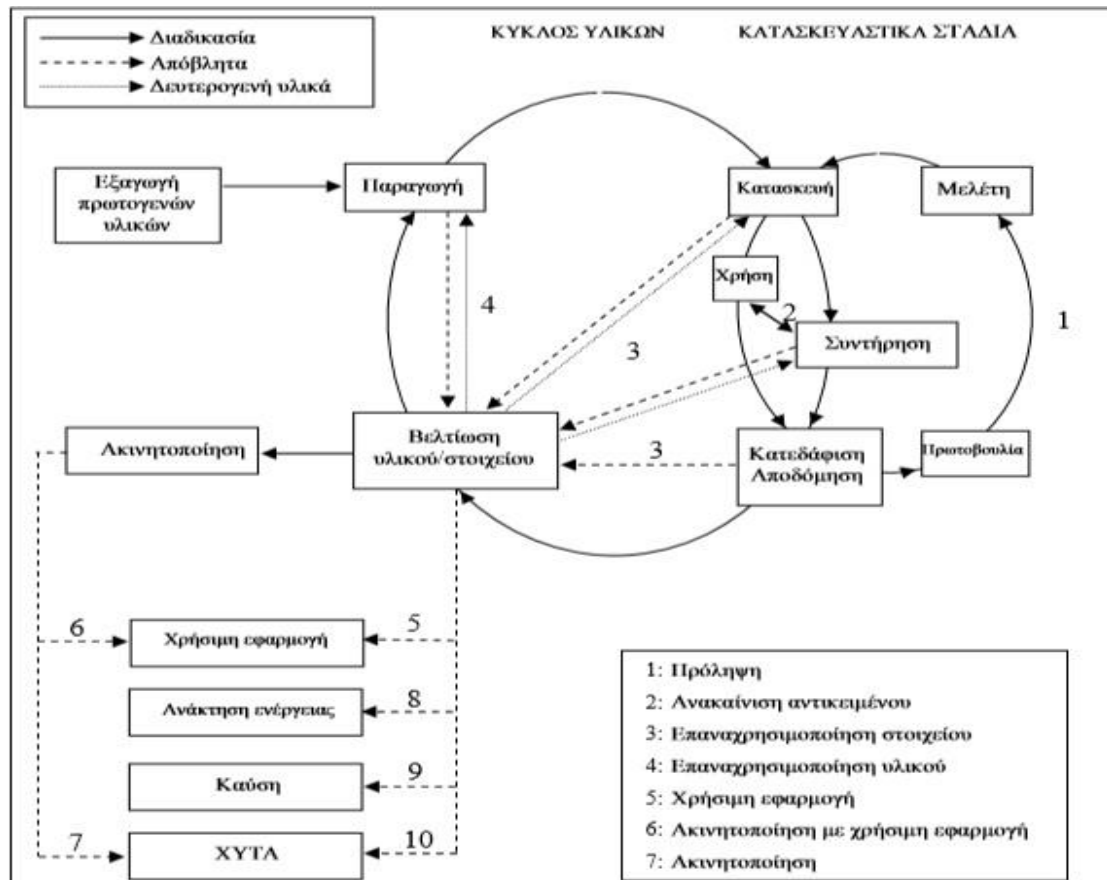 Διαδικασία
Απόβλητα
Δευτερογενή υλικά
ΚΥΚΛΟΣ ΥΛΙΚΩΝ
ΚΑΤΑΣΚΕΥΑΣΤΙΚΑ ΣΤΑΔΙΑ
Εξαγωγή
πρωτογενών
υλικών
Παραγωγή
Κατασκευή
Μελέτη
Χρήση
2
1
4
3
Συντήρηση
Ακινητοποίηση
Βελτίωση
υλικού/στοιχείου
3
Κατεδάφιση
Αποδόμηση
Πρωτοβουλία
6
Χρήσιμη εφαρμογή
5
Ανάκτηση ενέργειας
8
Καύση
9
7
ΧΥΤΑ
10
1: Πρόληψη
2: Ανακαίνιση αντικειμένου
3: Επαναχρησιμοποίηση στοιχείου
4: Επαναχρησιμοποίηση υλικού
5: Χρήσιμη εφαρμογή
6: Ακινητοποίηση με χρήσιμη εφαρμογή
7: Ακινητοποίηση